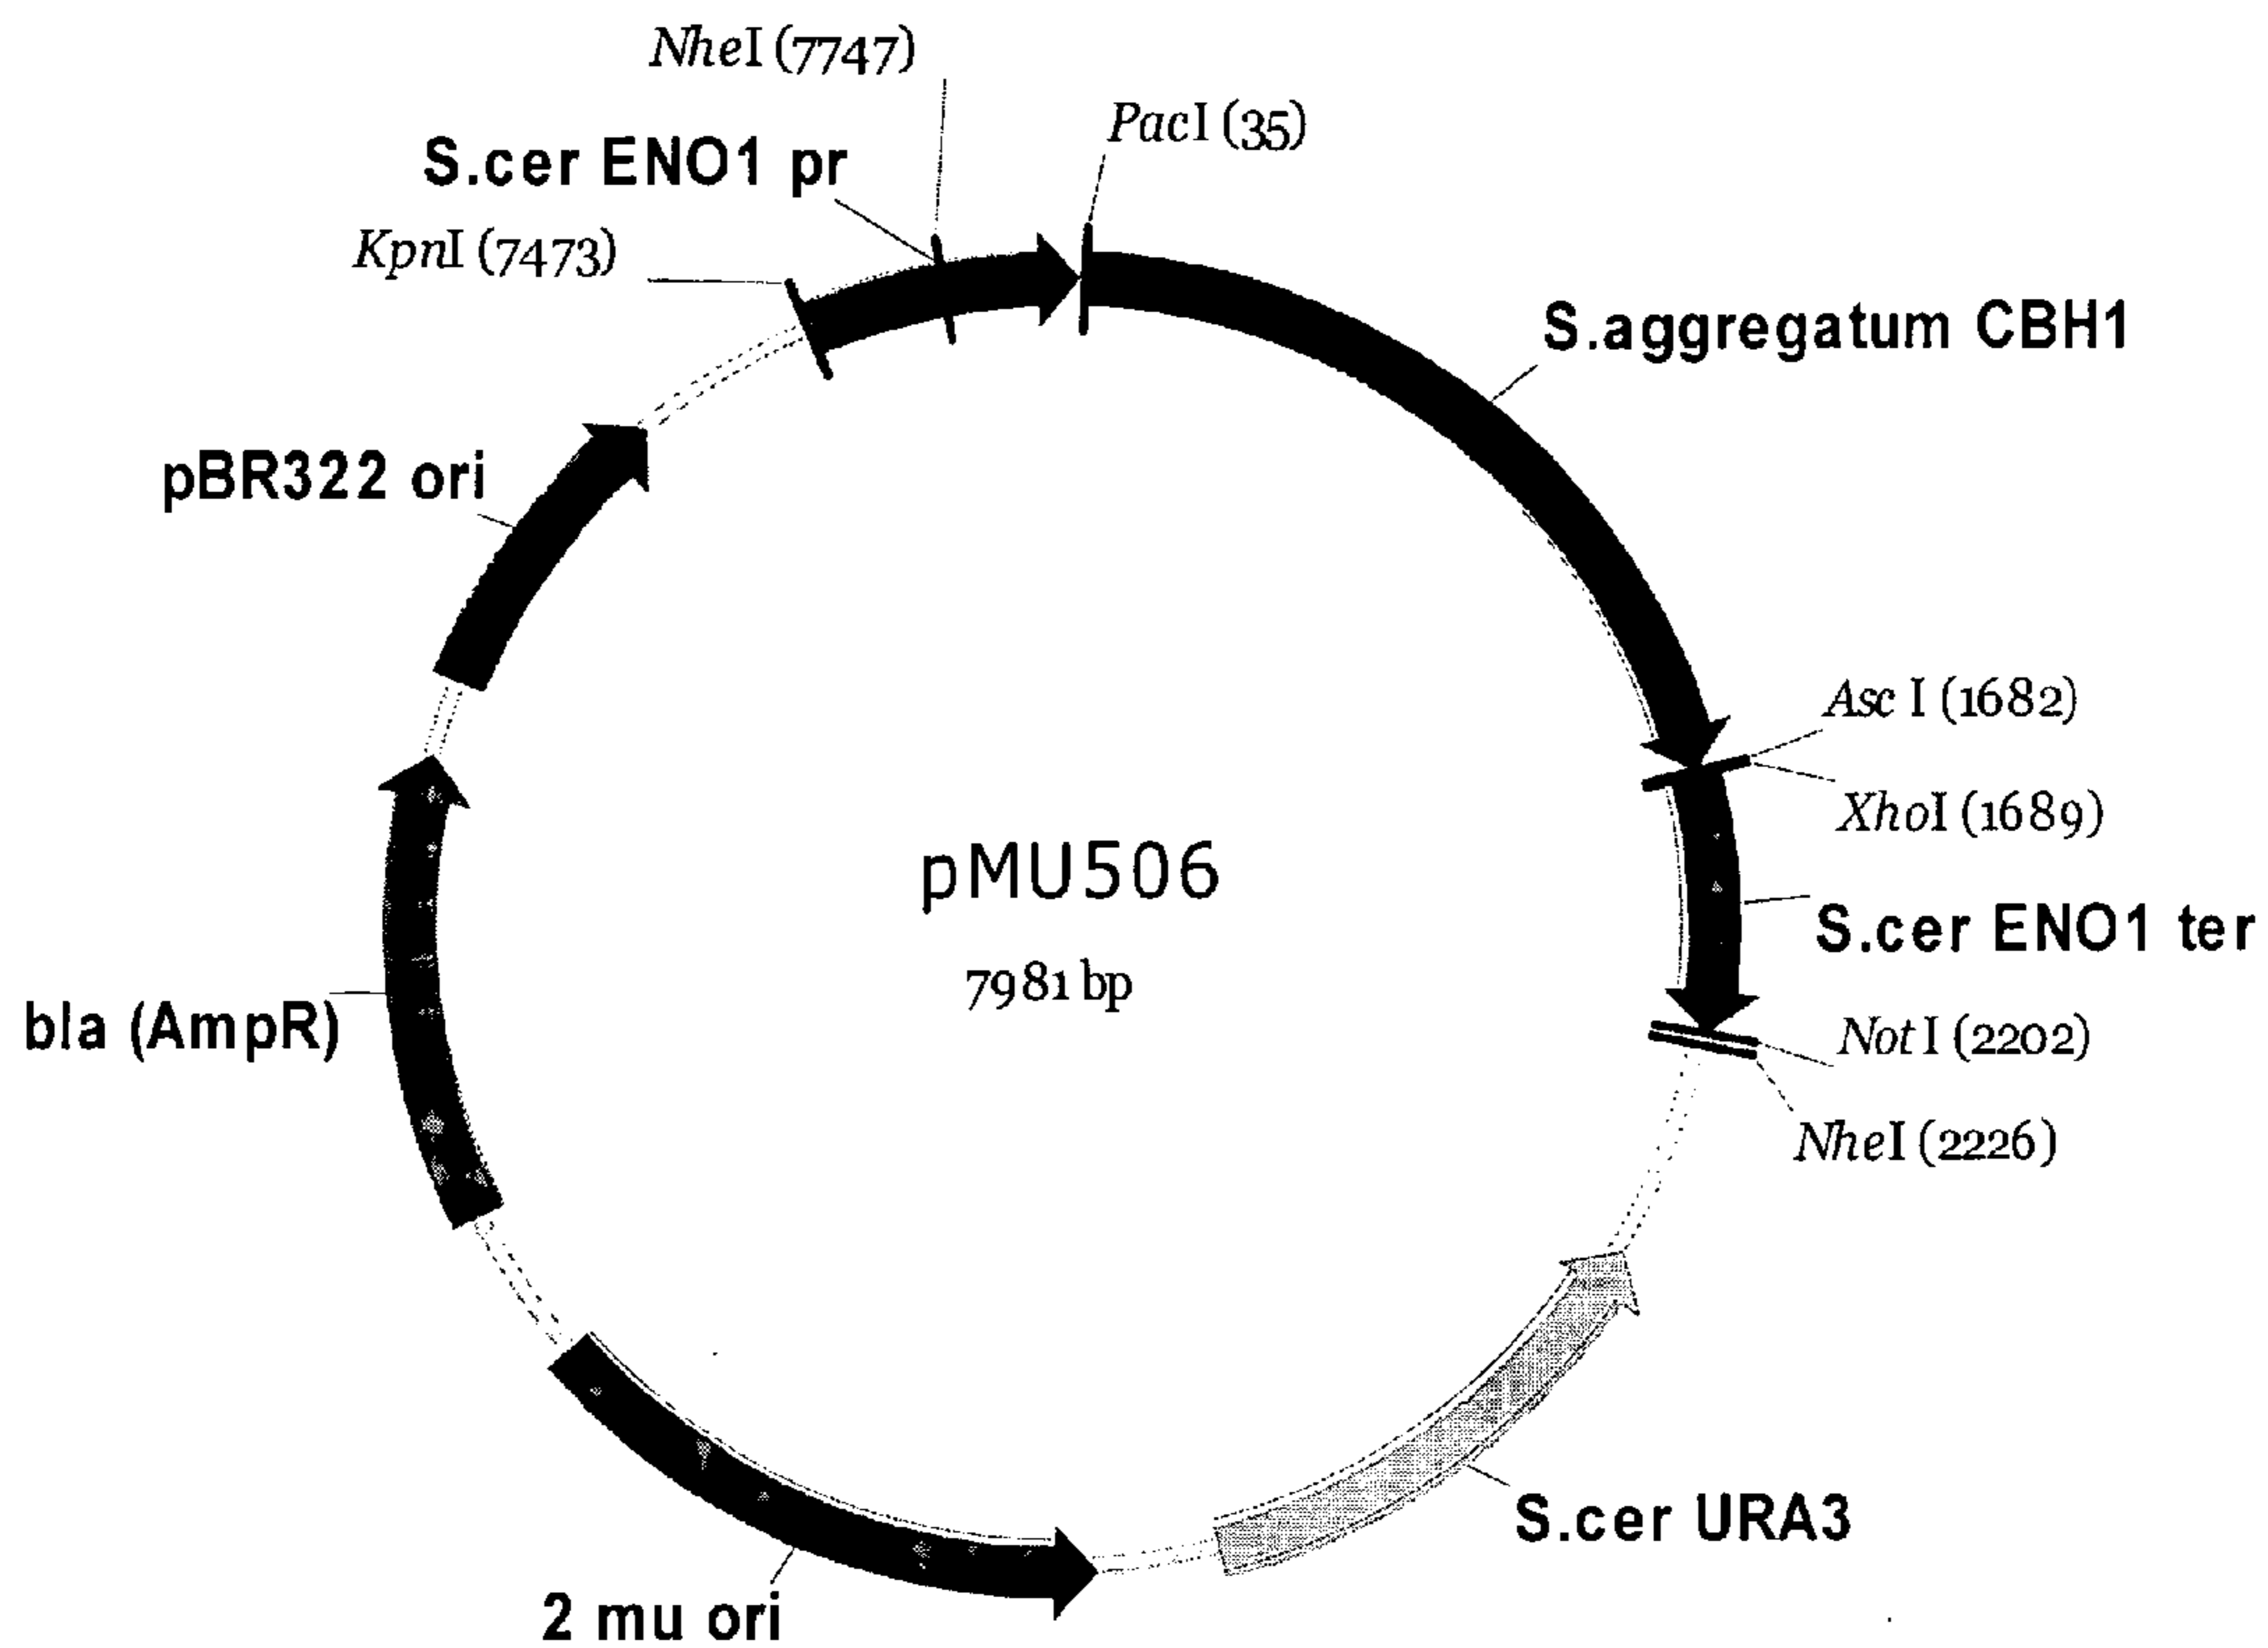 NheI (7747)
PacI (35)
S.cer ENO1 pr
KpnI (7473)
S.aggregatum CBH1
pBR322 ori
AscI (1682)
XhoI (1689)
pMU506
7981 bp
S.cer ENO1 ter
bla (AmpR)
NotI (2202)
NheI (2226)
S.cer URA3
2 mu ori